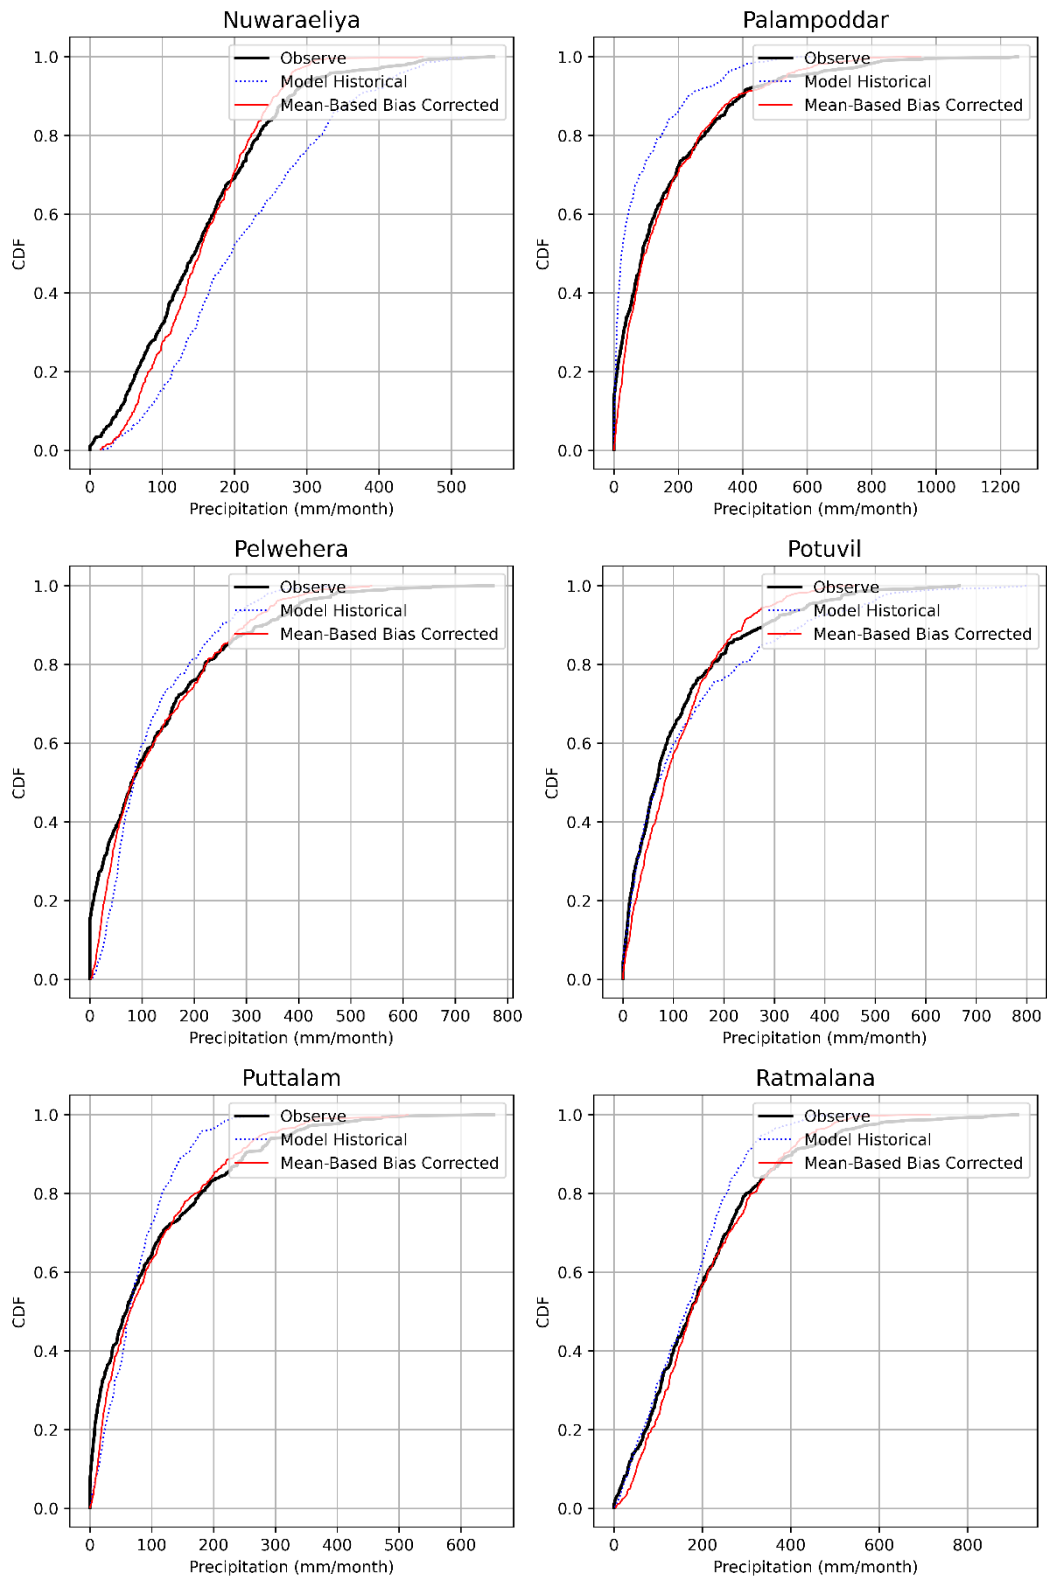 Nuwaraeliya
Observe
Model Historical
Mean-Based Bias Corrected
CDF
1.0
0.8
0.6
0.4
0.2
0.0
0 100 200 300 400 500
Precipitation (mm/month)
Palampoddar
Observe
Model Historical
Mean-Based Bias Corrected
CDF
1.0
0.8
0.6
0.4
0.2
0.0
0 200 400 600 800 1000 1200
Precipitation (mm/month)
Pelwehera
Observe
Model Historical
Mean-Based Bias Corrected
CDF
1.0
0.8
0.6
0.4
0.2
0.0
0 100 200 300 400 500 600 700 800
Precipitation (mm/month)
Potuvil
Observe
Model Historical
Mean-Based Bias Corrected
CDF
1.0
0.8
0.6
0.4
0.2
0.0
0 100 200 300 400 500 600 700 800
Precipitation (mm/month)
Puttalam
Observe
Model Historical
Mean-Based Bias Corrected
CDF
1.0
0.8
0.6
0.4
0.2
0.0
0 100 200 300 400 500 600
Precipitation (mm/month)
Ratmalana
Observe
Model Historical
Mean-Based Bias Corrected
CDF
1.0
0.8
0.6
0.4
0.2
0.0
0 200 400 600 800
Precipitation (mm/month)